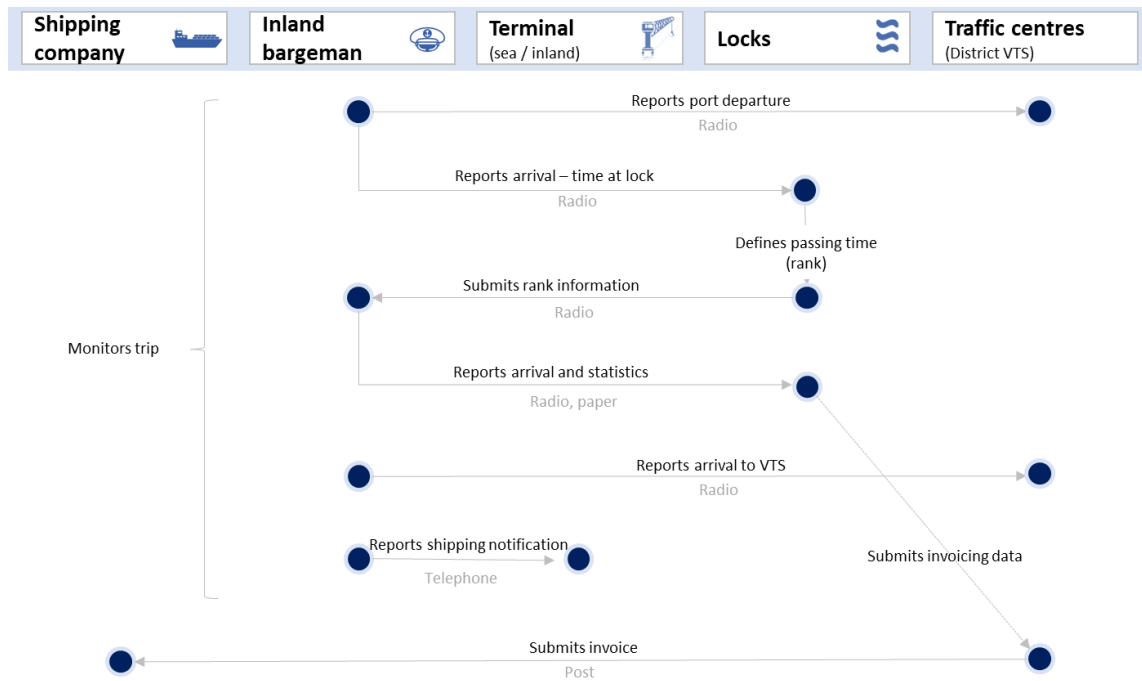 Shipping
company
Inland
bargeman
Terminal
(sea / inland)
Locks
Traffic centres
(District VTS)
Reports port departure
Radio
Reports arrival – time at lock
Radio
Defines passing time
(rank)
Submits rank information
Radio
Monitors trip
Reports arrival and statistics
Radio, paper
Reports arrival to VTS
Radio
Reports shipping notification
Telephone
Submits invoicing data
Submits invoice
Post